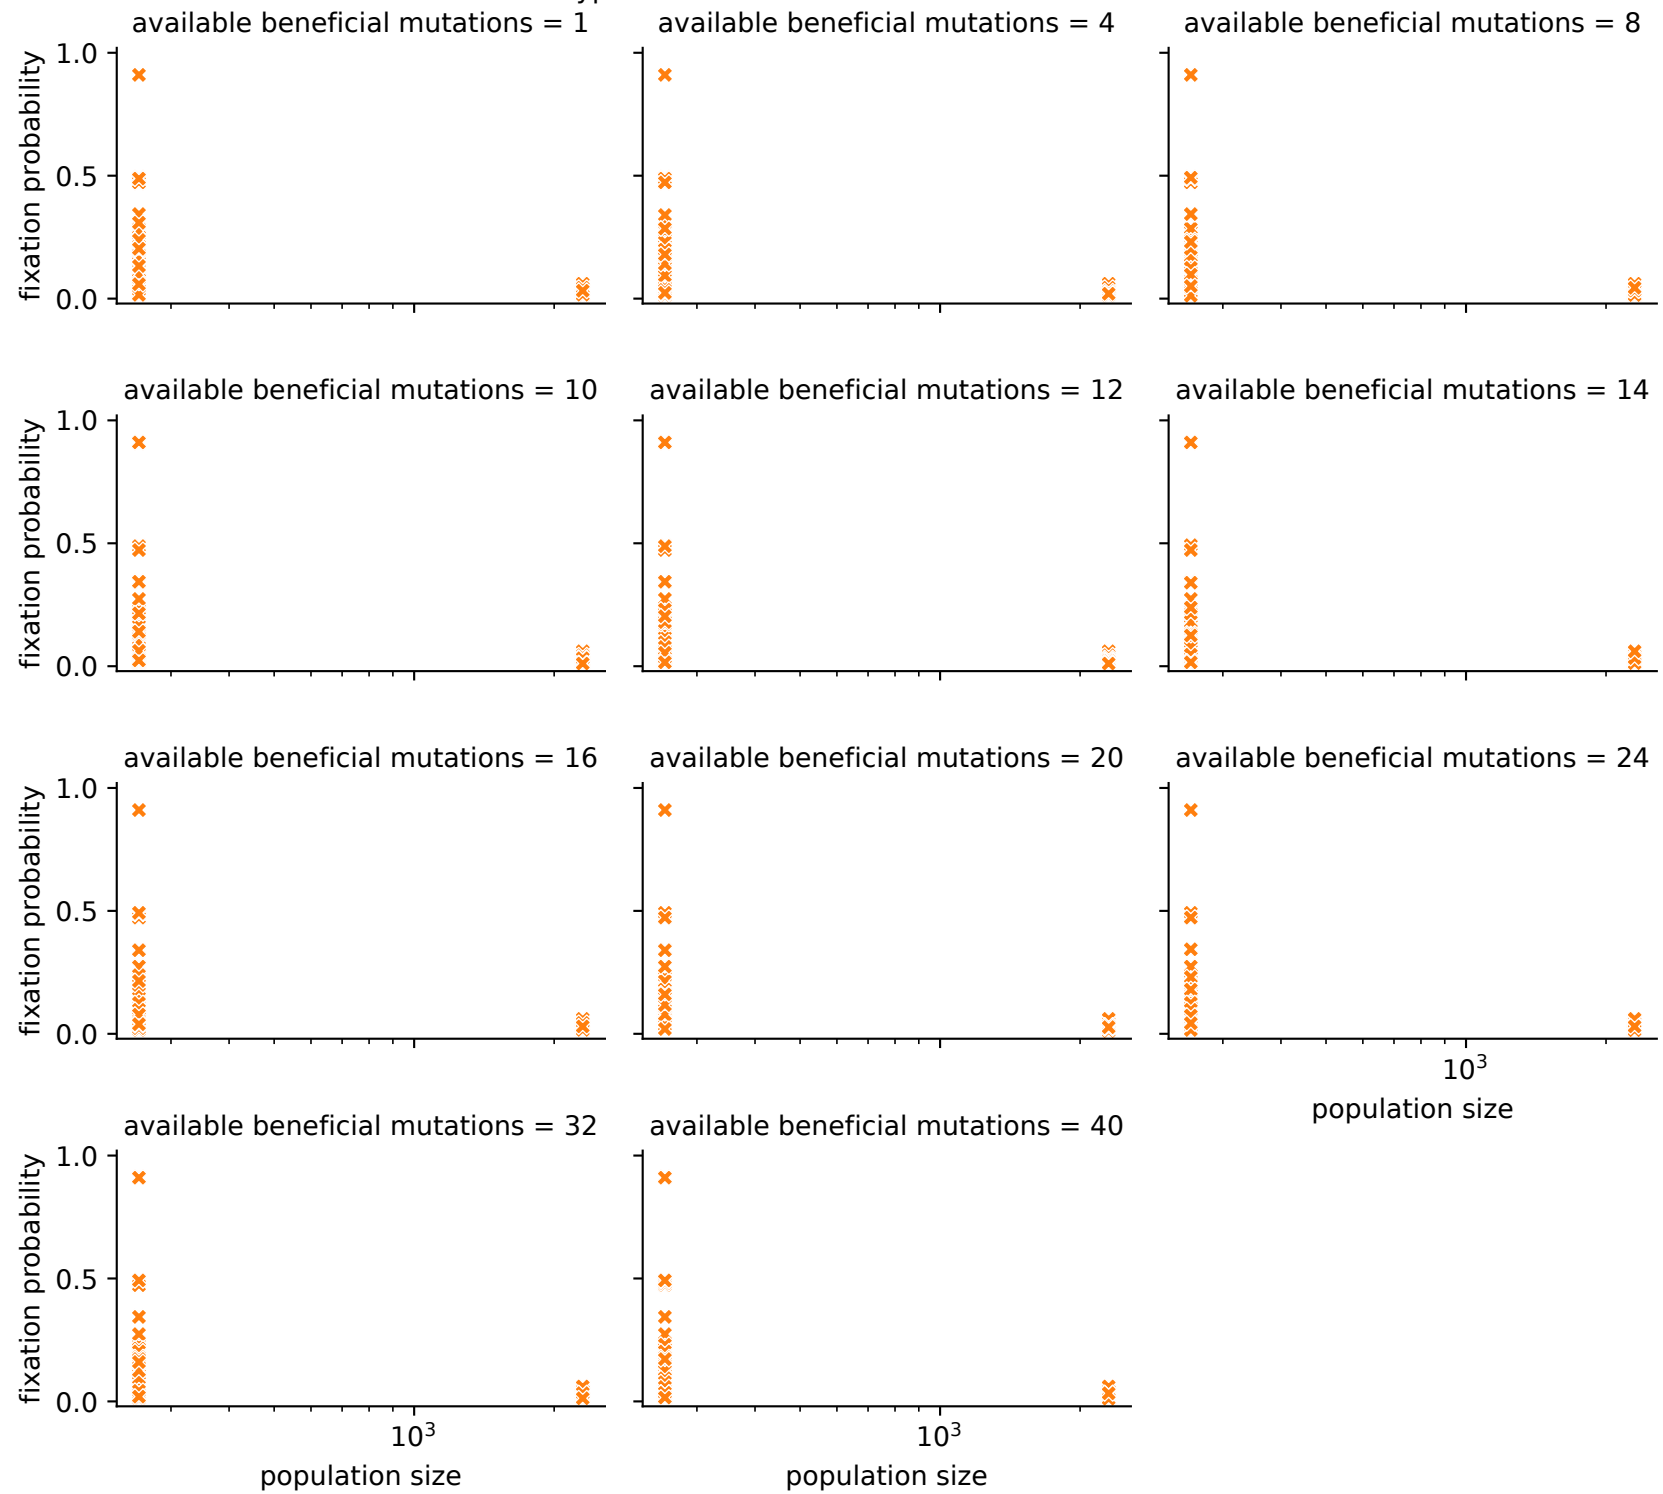 available beneficial mutations = 1
available beneficial mutations = 4
available beneficial mutations = 8
1.0
0.5
0.0
fixation probability
available beneficial mutations = 10
available beneficial mutations = 12
available beneficial mutations = 14
1.0
0.5
0.0
fixation probability
available beneficial mutations = 16
available beneficial mutations = 20
available beneficial mutations = 24
1.0
0.5
0.0
fixation probability
10³
population size
available beneficial mutations = 32
available beneficial mutations = 40
1.0
0.5
0.0
fixation probability
10³
10³
population size
population size